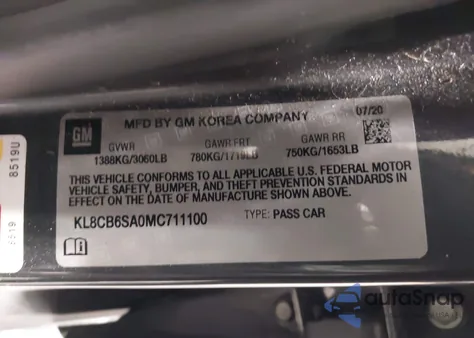 MFD BY GM KOREA COMPANY 07/20
GM
GVWR GAWR FRT GAWR RR
1388KG/3060LB 780KG/1719LB 750KG/1653LB
THIS VEHICLE CONFORMS TO ALL APPLICABLE U.S. FEDERAL MOTOR
VEHICLE SAFETY, BUMPER, AND THEFT PREVENTION STANDARDS IN
EFFECT ON THE DATE OF MANUFACTURE SHOWN ABOVE.
KL8CB6SA0MC711100 TYPE: PASS CAR
8519U
8519
autoSnap